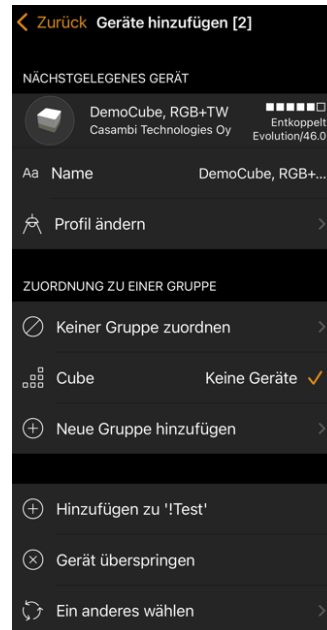 Zurück Geräte hinzufügen [2]
NÄCHSTGELEGENES GERÄT
DemoCube, RGB+TW
Casambi Technologies Oy
Entkoppelt
Evolution/46.0
Aa Name DemoCube, RGB+...
Profil ändern
ZUORDNUNG ZU EINER GRUPPE
Keiner Gruppe zuordnen
Cube Keine Geräte
Neue Gruppe hinzufügen
Hinzufügen zu '!Test'
Gerät überspringen
Ein anderes wählen